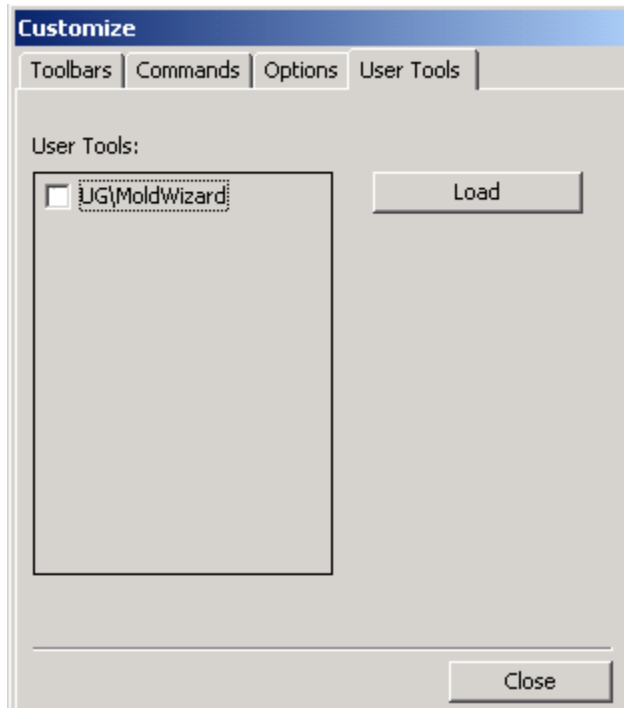 Customize
Toolbars Commands Options User Tools
User Tools:
UG\MoldWizard
Load
Close